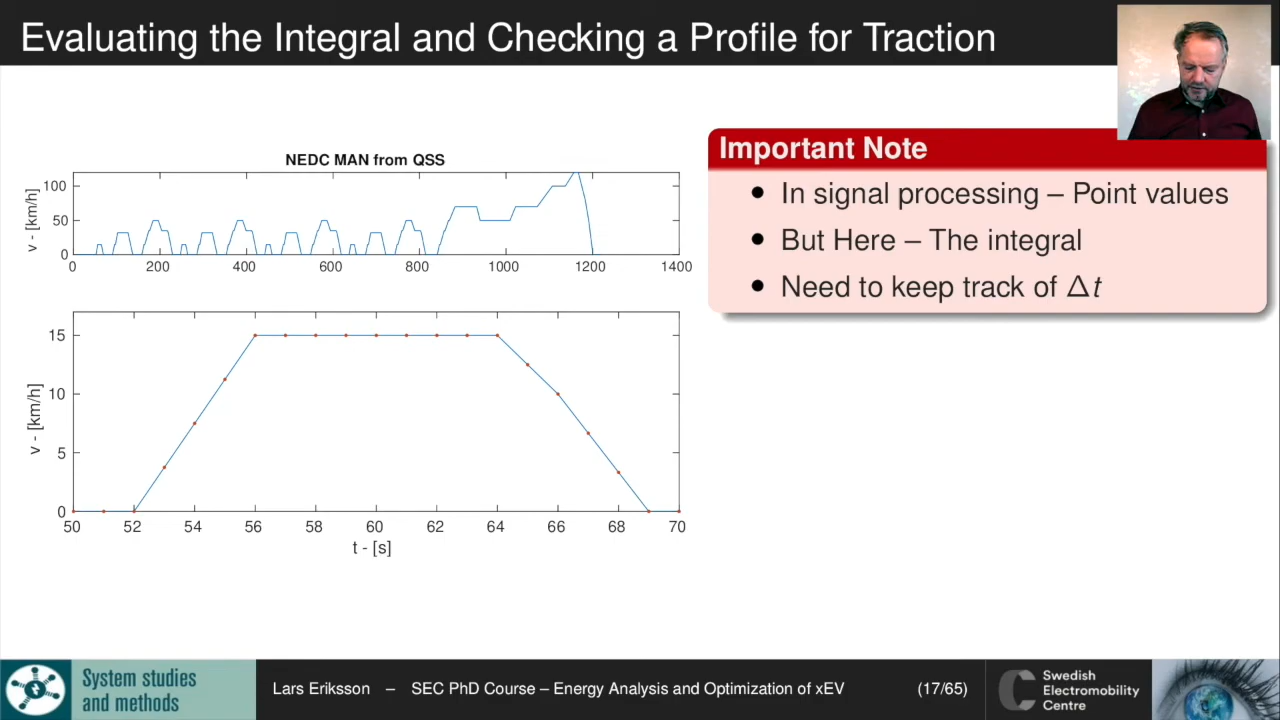 Evaluating the Integral and Checking a Profile for Traction
NEDC MAN from QSS
v - [km/h]
100
50
0
0 200 400 600 800 1000 1200 1400
v - [km/h]
15
10
5
0
50 52 54 56 58 60 62 64 66 68 70
t - [s]
Important Note
• In signal processing – Point values
• But Here – The integral
• Need to keep track of Δt
System studies
and methods
Lars Eriksson – SEC PhD Course – Energy Analysis and Optimization of xEV (17/65)
Swedish
Electromobility
Centre